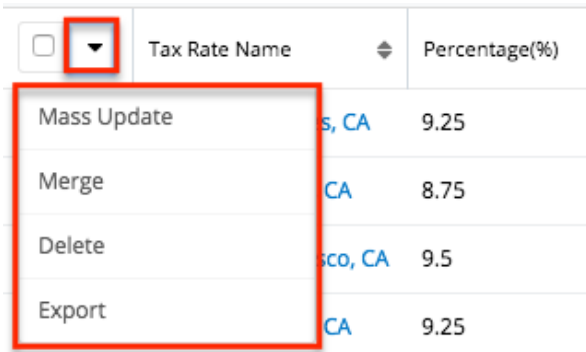 Tax Rate Name Percentage(%)
Mass Update s, CA 9.25
Merge CA 8.75
Delete sco, CA 9.5
Export CA 9.25